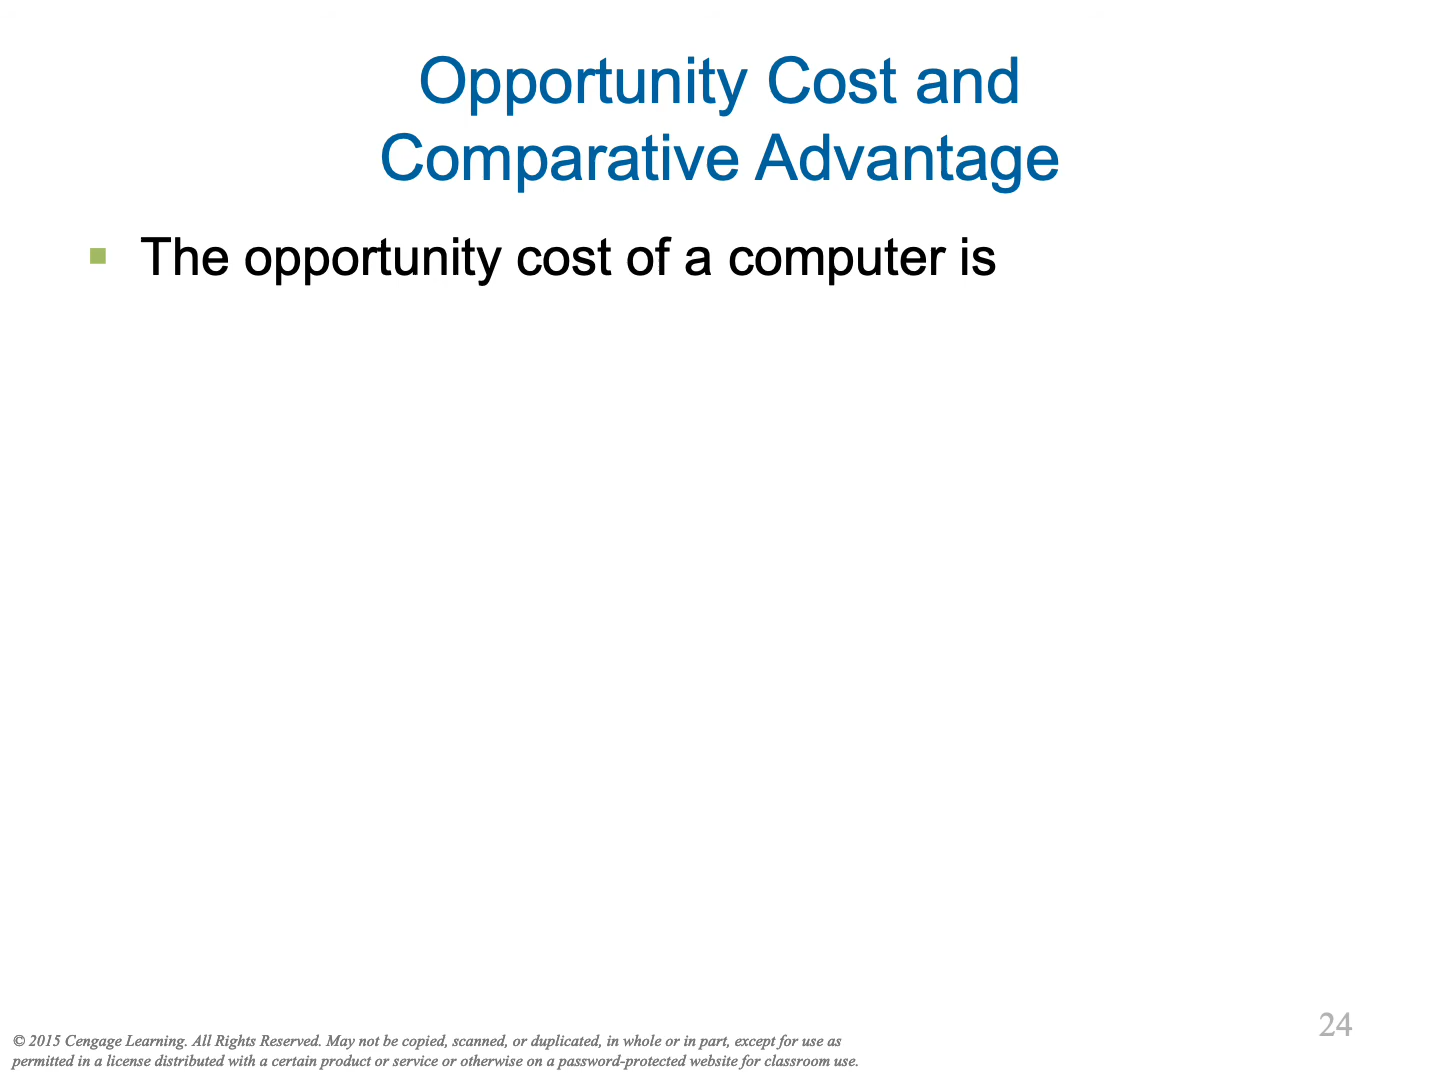 Opportunity Cost and
Comparative Advantage
▪ The opportunity cost of a computer is
24
© 2015 Cengage Learning. All Rights Reserved. May not be copied, scanned, or duplicated, in whole or in part, except for use as
permitted in a license distributed with a certain product or service or otherwise on a password-protected website for classroom use.